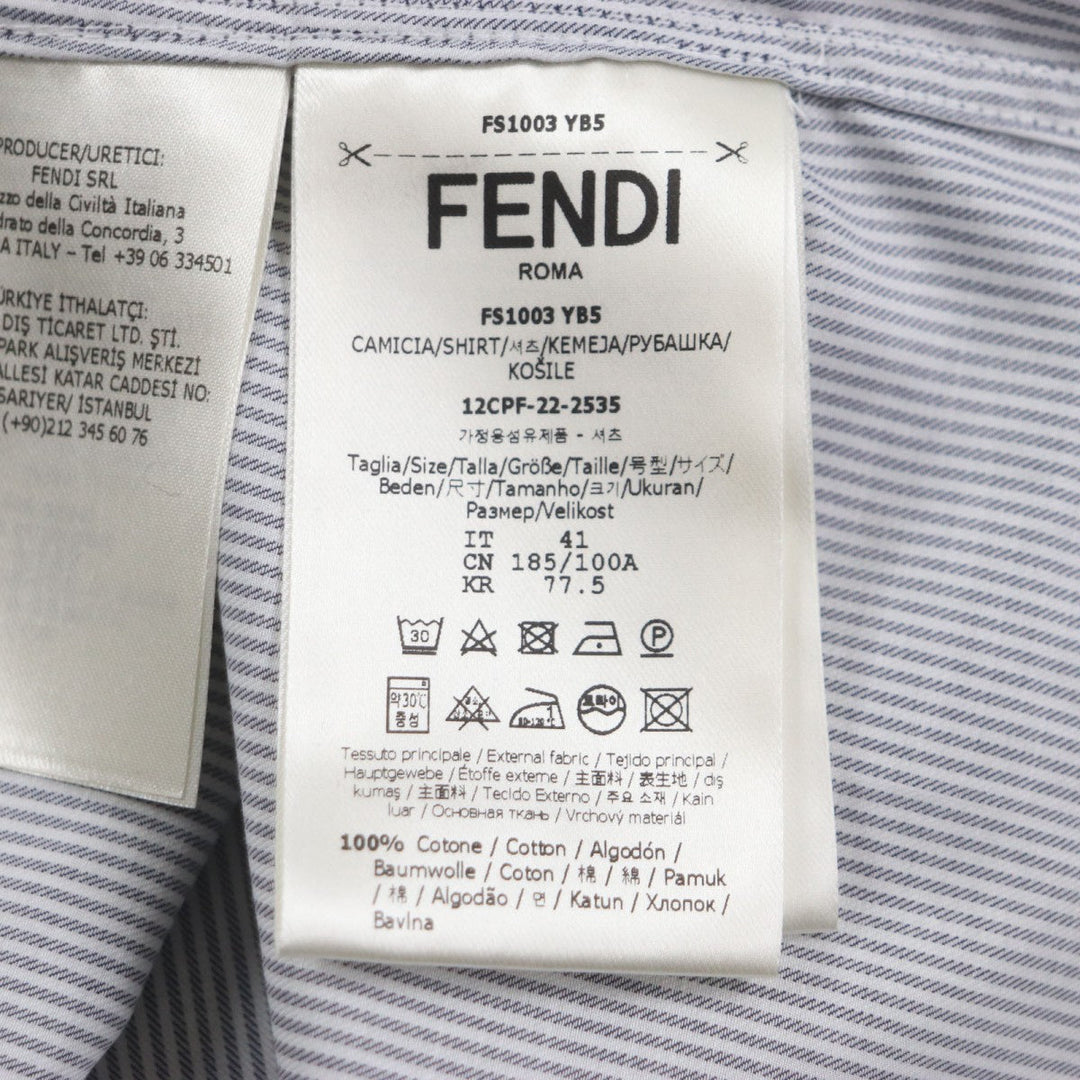 PRODUCER/URETICI:
FENDI SRL
della Civiltà Italiana
della Concordia, 3
ITALY – Tel +39 06 334501
İTHALATÇI:
DIŞ TİCARET LTD. ŞTİ.
PARK ALIŞVERİŞ MERKEZİ
KATAR CADDESİ NO:
SARIYER/ İSTANBUL
(+90)212 345 60 76
FS1003 YB5
FENDI
ROMA
FS1003 YB5
CAMICIA/SHIRT/셔츠/KEMEJA/РУБАШКА/
KOŠILE
12CPF-22-2535
가정용섬유제품 - 셔츠
Taglia/Size/Talla/Größe/Taille/号型/サイズ/
Beden/尺寸/Tamanho/크기/Ukuran/
Размер/Velikost
IT 41
CN 185/100A
KR 77.5
30
P
약30℃
중성
80-120℃
드라이
Tessuto principale / External fabric / Tejido principal /
Hauptgewebe / Étoffe externe / 主面料 / 表生地 / dış
kumaş / 主面料 / Tecido Externo / 주요 소재 / Kain
luar / Основная ткань / Vrchový materiál
100% Cotone / Cotton / Algodón /
Baumwolle / Coton / 棉 / 綿 / Pamuk
/ 棉 / Algodão / 면 / Katun / Хлопок /
Bavlna